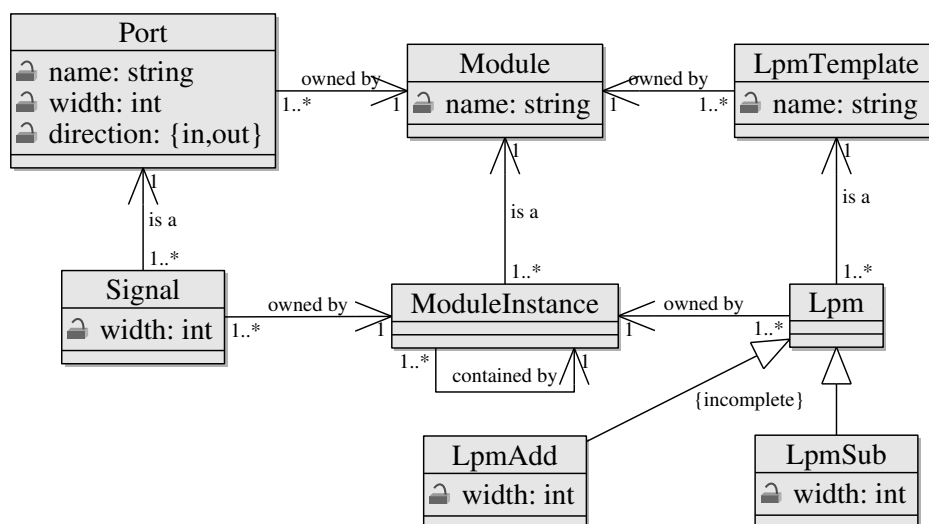 Port
name: string
width: int
direction: {in,out}
owned by
1..*
1
Module
name: string
owned by
1
1..*
LpmTemplate
name: string
1
is a
1..*
1
is a
1..*
1
is a
1..*
Signal
width: int
owned by
1..*
1
ModuleInstance
owned by
1
1..*
Lpm
1..*
contained by
1
{incomplete}
LpmAdd
width: int
LpmSub
width: int